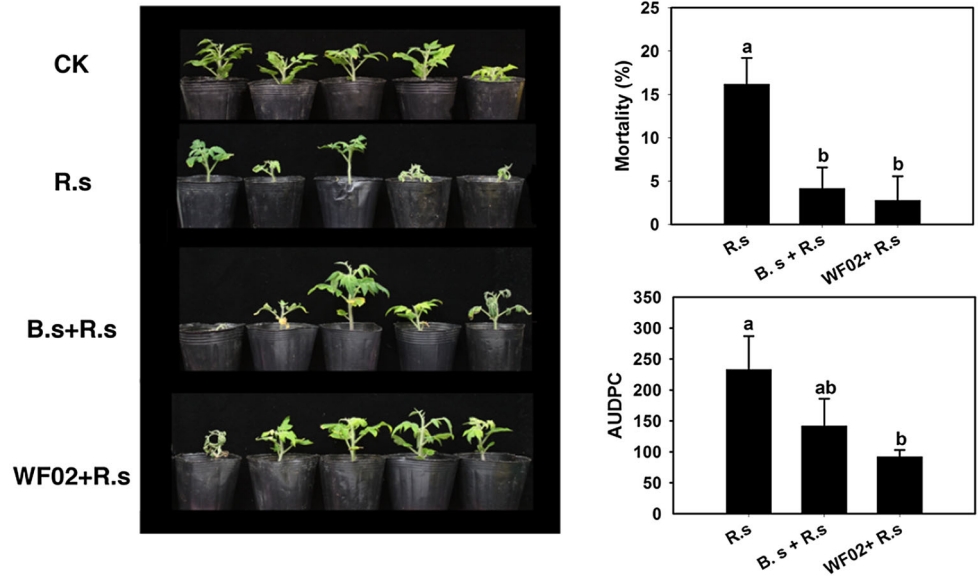 CK
R.s
B.s+R.s
WF02+R.s
Mortality (%)
25
20
15
10
5
0
a
b
b
R.s
B. s + R.s
WF02+ R.s
AUDPC
350
300
250
200
150
100
50
0
a
ab
b
R.s
B. s + R.s
WF02+ R.s